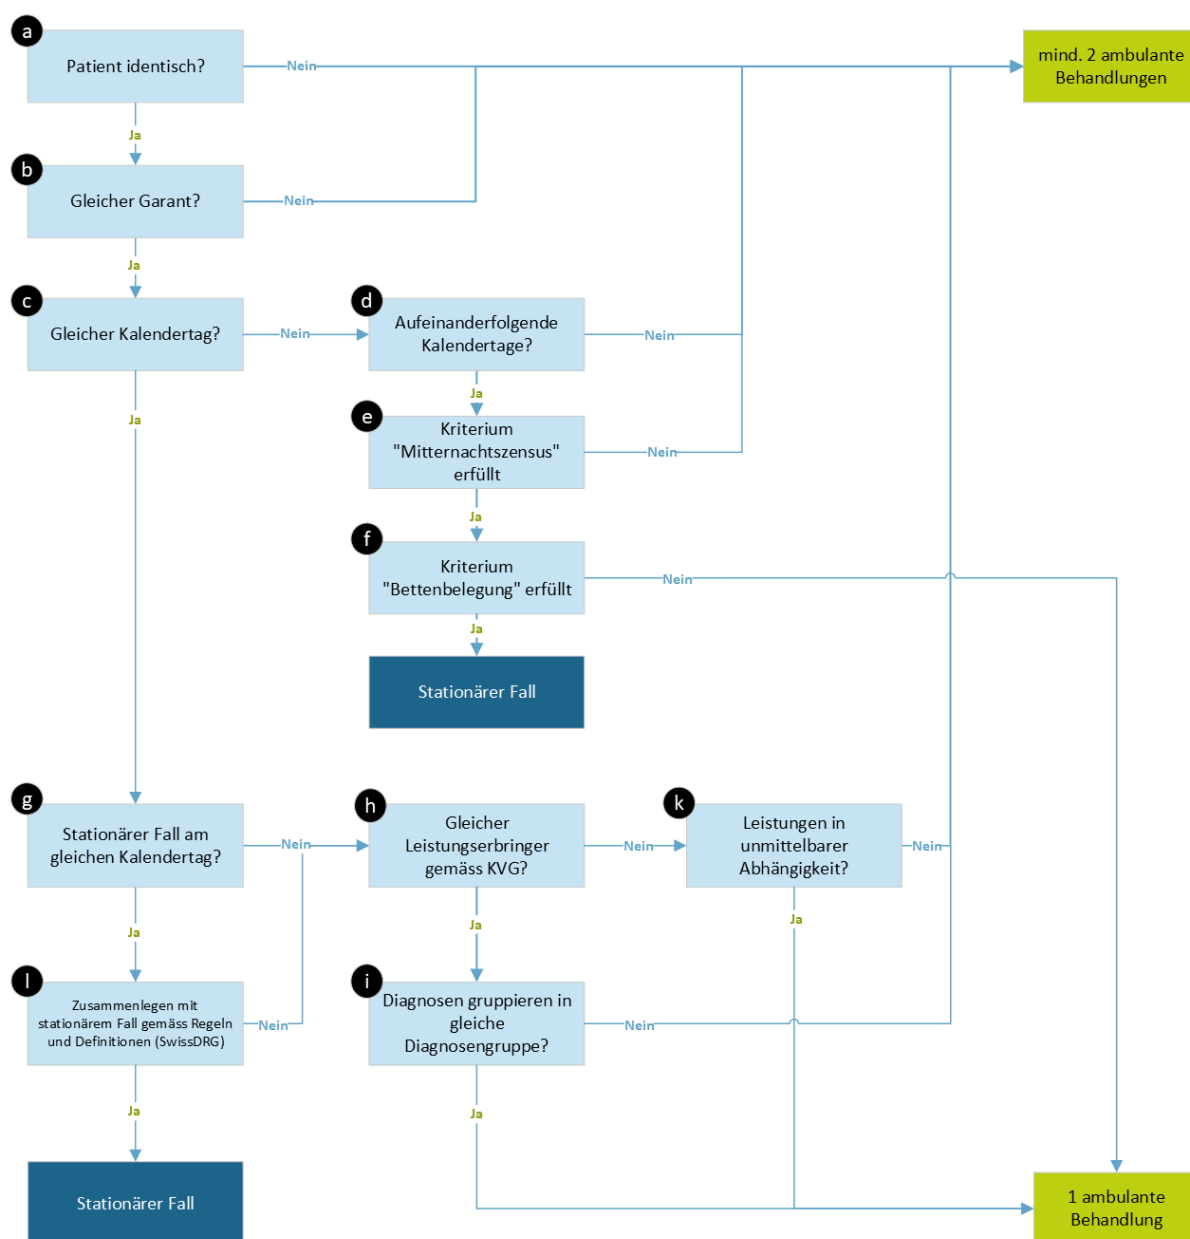 a
Patient identisch?
Nein
mind. 2 ambulante
Behandlungen
Ja
b
Gleicher Garant?
Nein
Ja
c
Gleicher Kalendertag?
Nein
d
Aufeinanderfolgende
Kalendertage?
Nein
Ja
Ja
e
Kriterium
"Mitternachtszensus"
erfüllt
Nein
Ja
f
Kriterium
"Bettenbelegung" erfüllt
Nein
Ja
Stationärer Fall
g
Stationärer Fall am
gleichen Kalendertag?
Nein
h
Gleicher
Leistungserbringer
gemäss KVG?
Nein
k
Leistungen in
unmittelbarer
Abhängigkeit?
Nein
Ja
Ja
Ja
l
Zusammenlegen mit
stationärem Fall gemäss Regeln
und Definitionen (SwissDRG)
Nein
i
Diagnosen gruppieren in
gleiche
Diagnosengruppe?
Nein
Ja
Ja
Stationärer Fall
1 ambulante
Behandlung